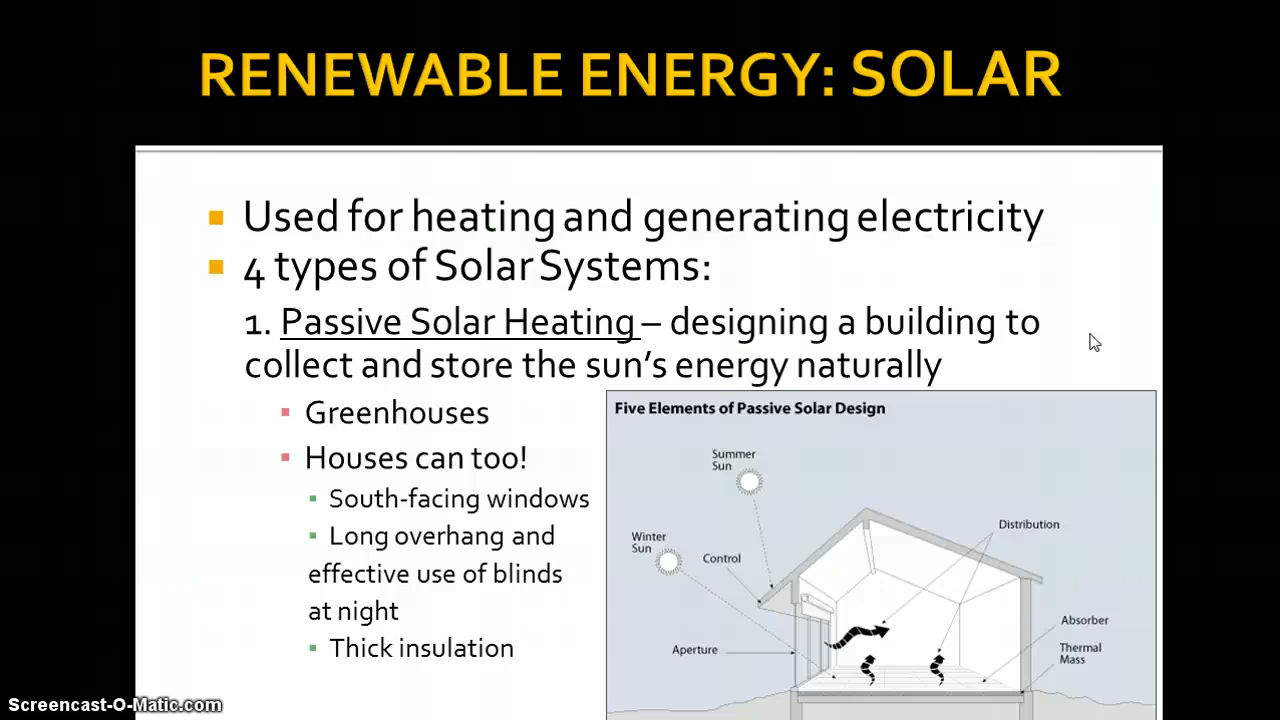 RENEWABLE ENERGY: SOLAR
Used for heating and generating electricity
4 types of Solar Systems:
1. Passive Solar Heating – designing a building to
collect and store the sun's energy naturally
Greenhouses
Houses can too!
South-facing windows
Long overhang and
effective use of blinds
at night
Thick insulation
Five Elements of Passive Solar Design
Summer
Sun
Winter
Sun
Control
Distribution
Aperture
Absorber
Thermal
Mass
Screencast-O-Matic.com